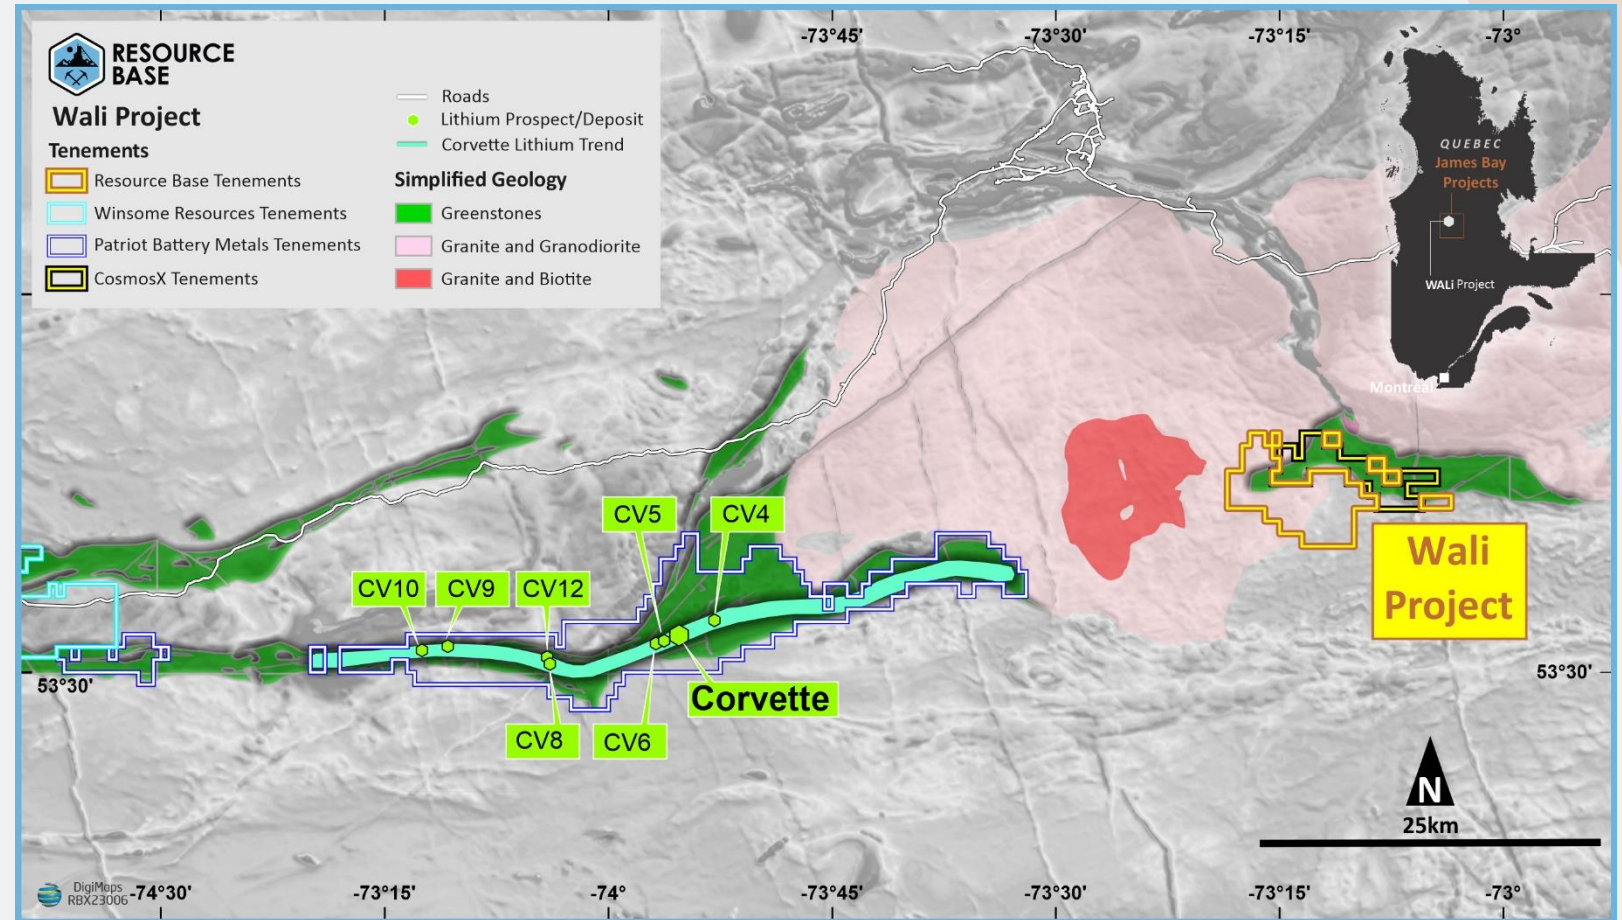 RESOURCE
BASE
Wali Project
Tenements
Resource Base Tenements
Winsome Resources Tenements
Patriot Battery Metals Tenements
CosmosX Tenements
Roads
Lithium Prospect/Deposit
Corvette Lithium Trend
Simplified Geology
Greenstones
Granite and Granodiorite
Granite and Biotite
-73°45'
-73°30'
-73°15'
-73°
QUEBEC
James Bay
Projects
WALi Project
Montréal
CV5
CV4
CV10
CV9
CV12
CV8
CV6
Corvette
Wali
Project
53°30'
53°30'
N
25km
DigiMaps
RBX23006
-74°30'
-73°15'
-74°
-73°45'
-73°30'
-73°15'
-73°